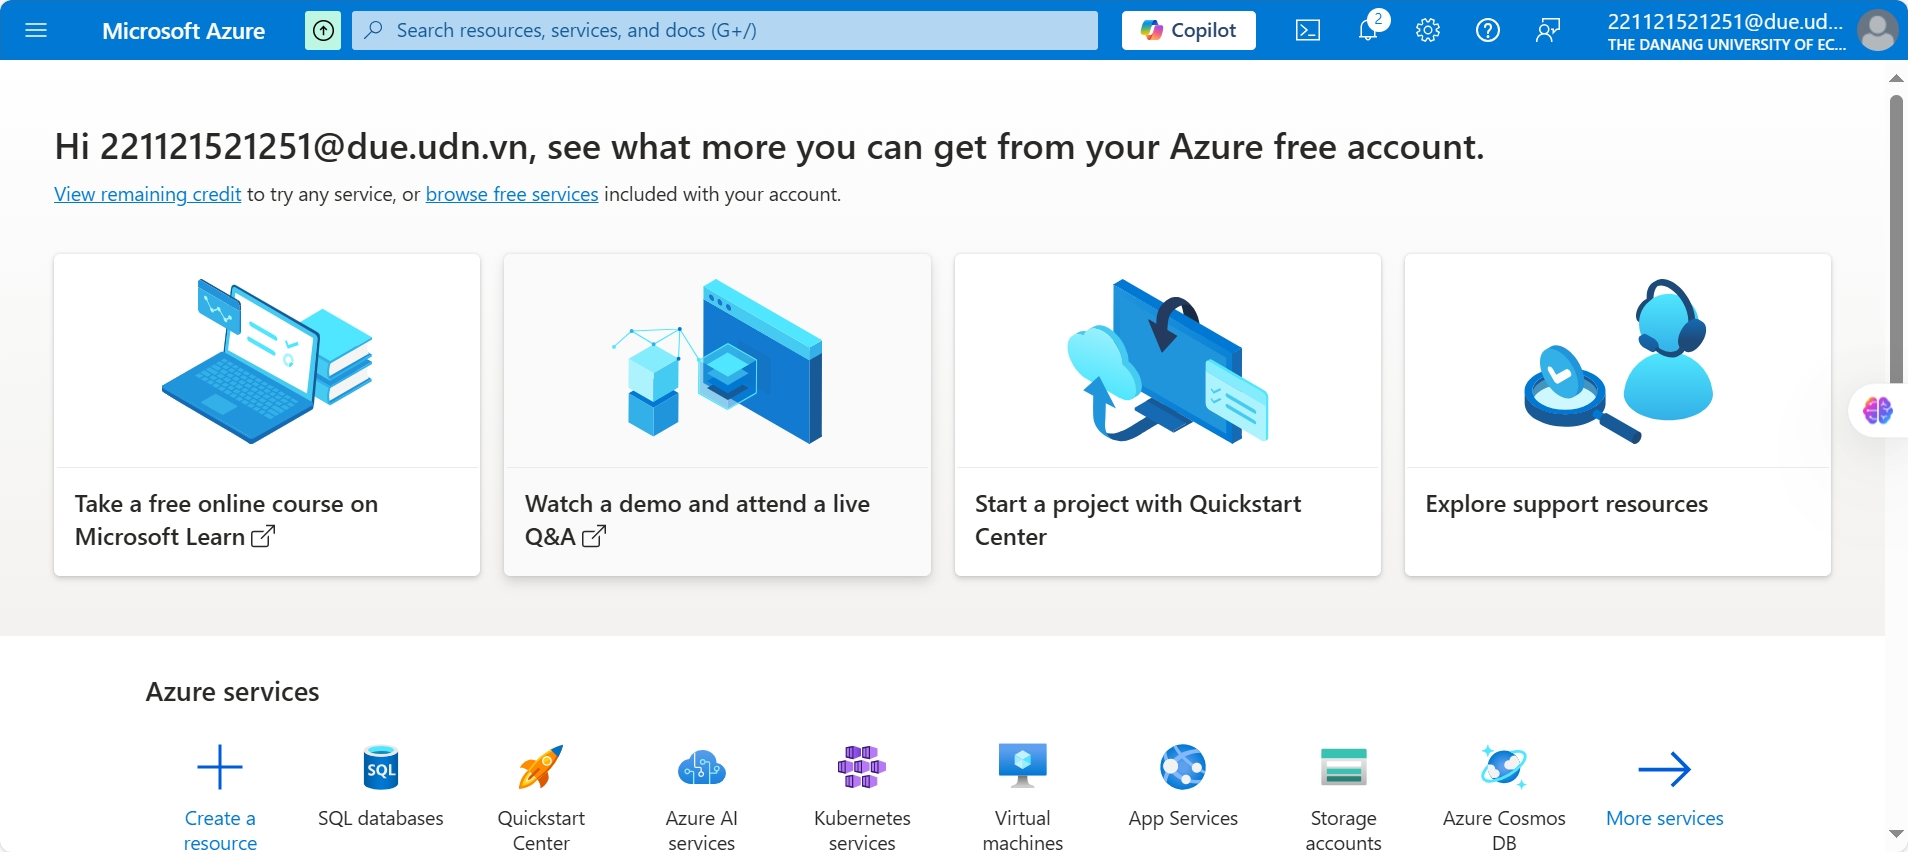 Microsoft Azure
Search resources, services, and docs (G+/)
Copilot
2
221121521251@due.ud...
THE DANANG UNIVERSITY OF EC...
Hi 221121521251@due.udn.vn, see what more you can get from your Azure free account.
View remaining credit to try any service, or browse free services included with your account.
Take a free online course on
Microsoft Learn
Watch a demo and attend a live
Q&A
Start a project with Quickstart
Center
Explore support resources
Azure services
Create a
resource
SQL
SQL databases
Quickstart
Center
Azure AI
services
Kubernetes
services
Virtual
machines
App Services
Storage
accounts
Azure Cosmos
DB
More services